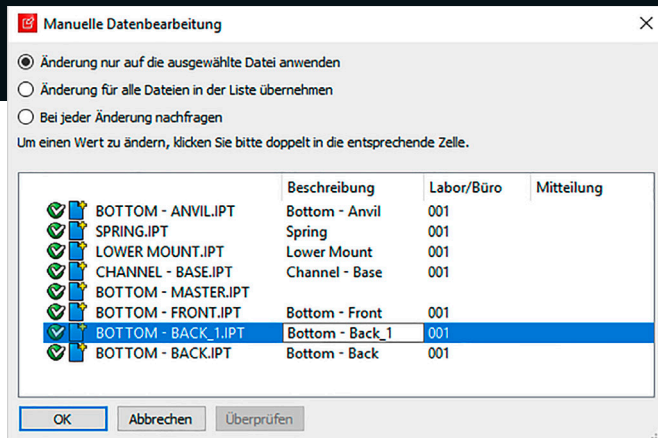 Manuelle Datenbearbeitung
Änderung nur auf die ausgewählte Datei anwenden
Änderung für alle Dateien in der Liste übernehmen
Bei jeder Änderung nachfragen
Um einen Wert zu ändern, klicken Sie bitte doppelt in die entsprechende Zelle.
Beschreibung Labor/Büro Mitteilung
BOTTOM - ANVIL.IPT Bottom - Anvil 001
SPRING.IPT Spring 001
LOWER MOUNT.IPT Lower Mount 001
CHANNEL - BASE.IPT Channel - Base 001
BOTTOM - MASTER.IPT
BOTTOM - FRONT.IPT Bottom - Front 001
BOTTOM - BACK_1.IPT Bottom - Back_1 001
BOTTOM - BACK.IPT Bottom - Back 001
OK Abbrechen Überprüfen